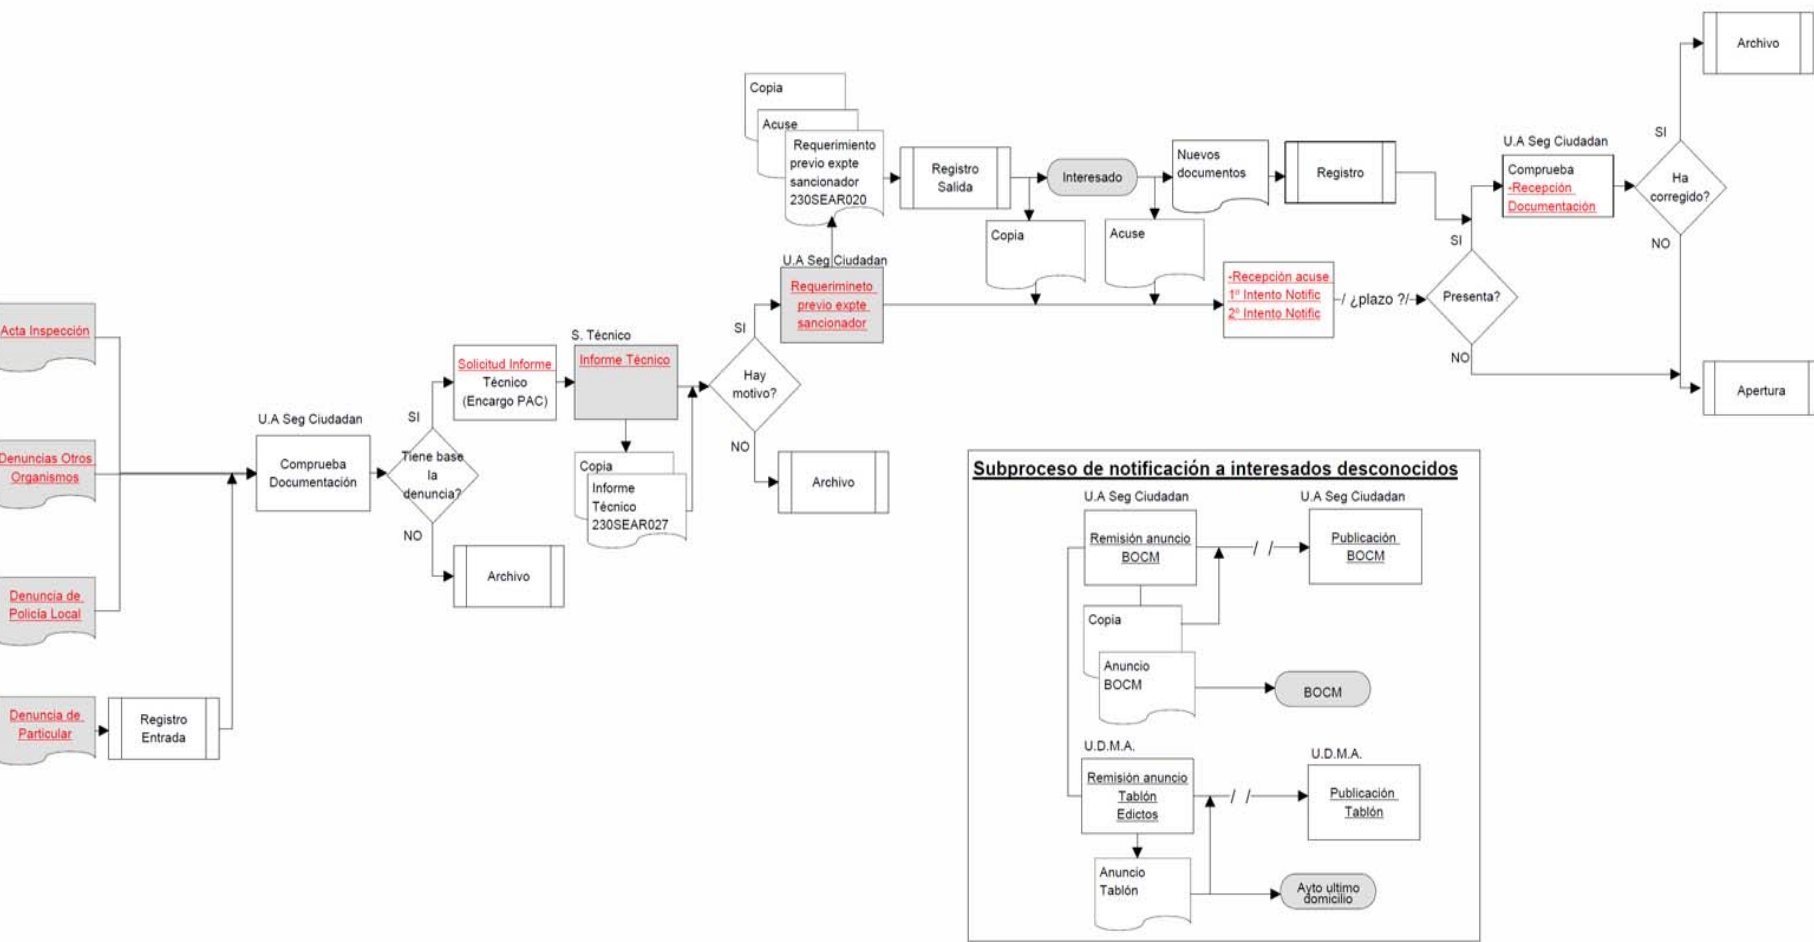 Acta Inspección
Denuncias Otros
Organismos
Denuncia de
Policía Local
Denuncia de
Particular
Registro
Entrada
U.A Seg Ciudadan
Comprueba
Documentación
Tiene base
la
denuncia?
SI
NO
Archivo
Solicitud Informe
Técnico
(Encargo PAC)
S. Técnico
Informe Técnico
Copia
Informe
Técnico
230SEAR027
Hay
motivo?
SI
NO
Archivo
U.A Seg Ciudadan
Requerimineto
previo expte
sancionador
Copia
Acuse
Requerimiento
previo expte
sancionador
230SEAR020
Registro
Salida
Interesado
Copia
Acuse
Nuevos
documentos
Registro
-Recepción acuse
1º Intento Notific
2º Intento Notific
/ ¿plazo ?/
Presenta?
SI
NO
U.A Seg Ciudadan
Comprueba
-Recepción
Documentación
Ha
corregido?
SI
NO
Archivo
Apertura
Subproceso de notificación a interesados desconocidos
U.A Seg Ciudadan
Remisión anuncio
BOCM
/ /
U.A Seg Ciudadan
Publicación
BOCM
Copia
Anuncio
BOCM
BOCM
U.D.M.A.
Remisión anuncio
Tablón
Edictos
/ /
U.D.M.A.
Publicación
Tablón
Anuncio
Tablón
Ayto ultimo
domicilio